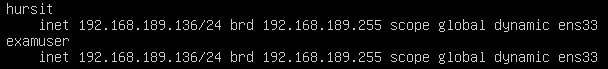 hursit
    inet 192.168.189.136/24 brd 192.168.189.255 scope global dynamic ens33
examuser
    inet 192.168.189.136/24 brd 192.168.189.255 scope global dynamic ens33